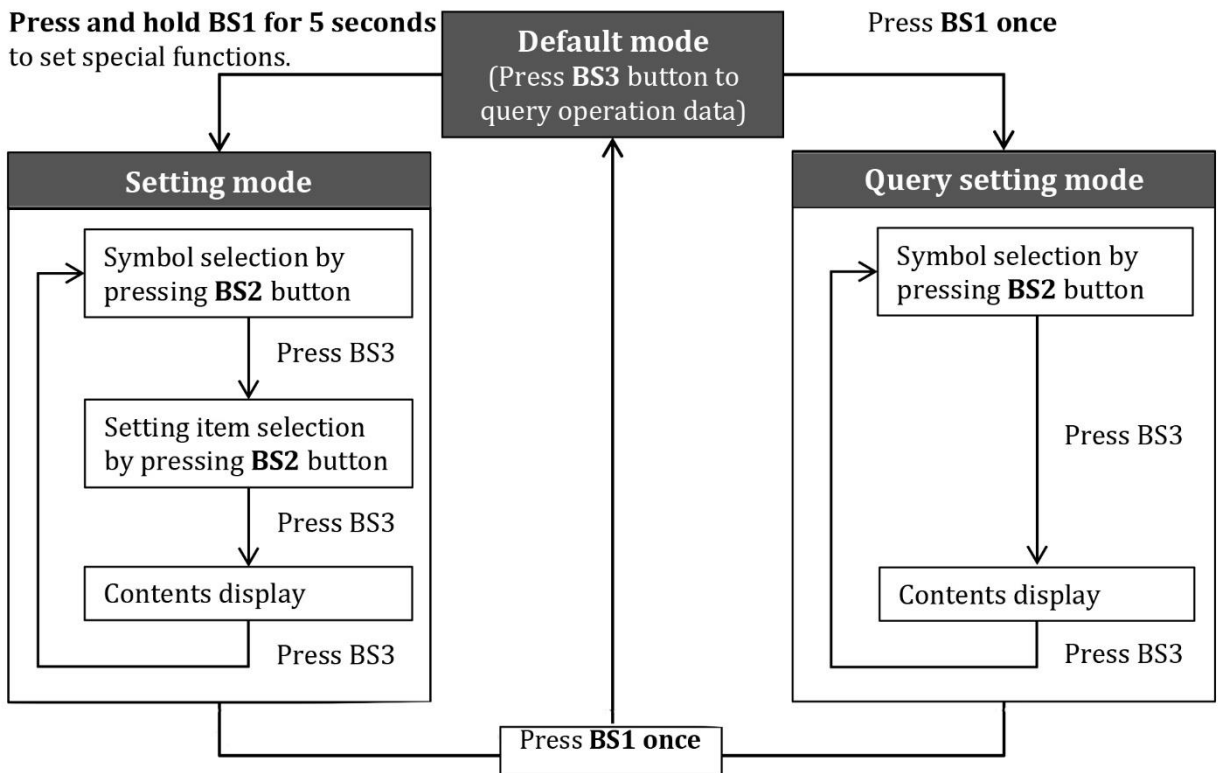 Press and hold BS1 for 5 seconds
to set special functions.
Default mode
(Press BS3 button to
query operation data)
Press BS1 once
Setting mode
Symbol selection by
pressing BS2 button
Press BS3
Setting item selection
by pressing BS2 button
Press BS3
Contents display
Press BS3
Query setting mode
Symbol selection by
pressing BS2 button
Press BS3
Contents display
Press BS3
Press BS1 once